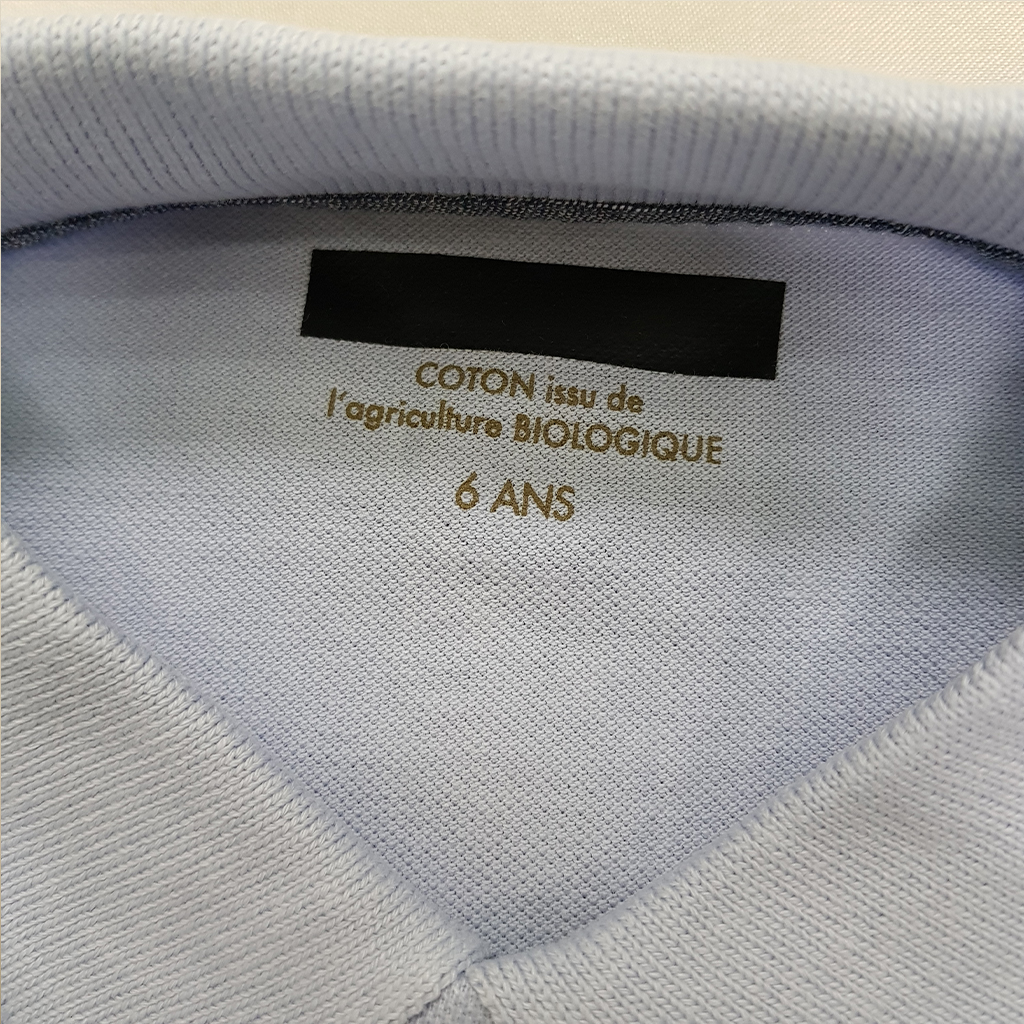 COTON issu de
l'agriculture BIOLOGIQUE
6 ANS